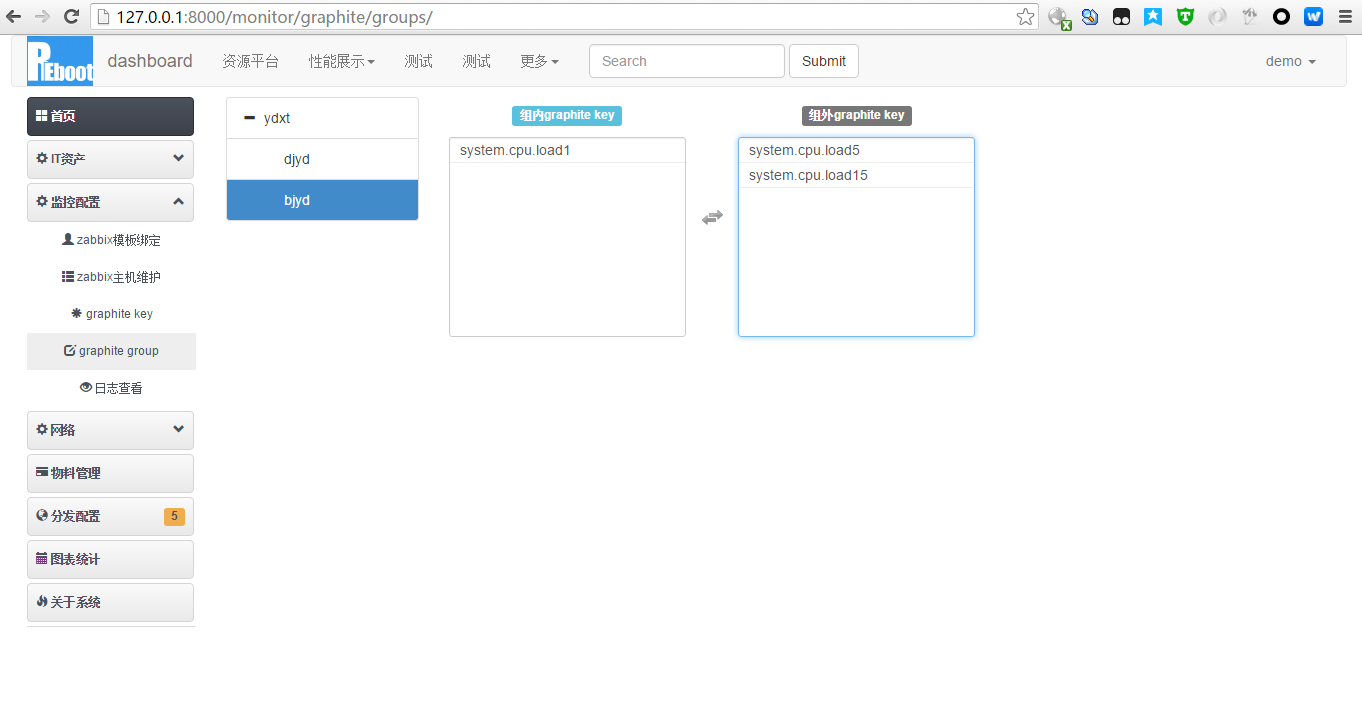 127.0.0.1:8000/monitor/graphite/groups/
REboot dashboard 资源平台 性能展示 测试 测试 更多 Search Submit demo
首页
IT资产
监控配置
zabbix模板绑定
zabbix主机维护
graphite key
graphite group
日志查看
网络
物料管理
分发配置 5
图表统计
关于系统
ydxt
djyd
bjyd
组内graphite key
system.cpu.load1
组外graphite key
system.cpu.load5
system.cpu.load15